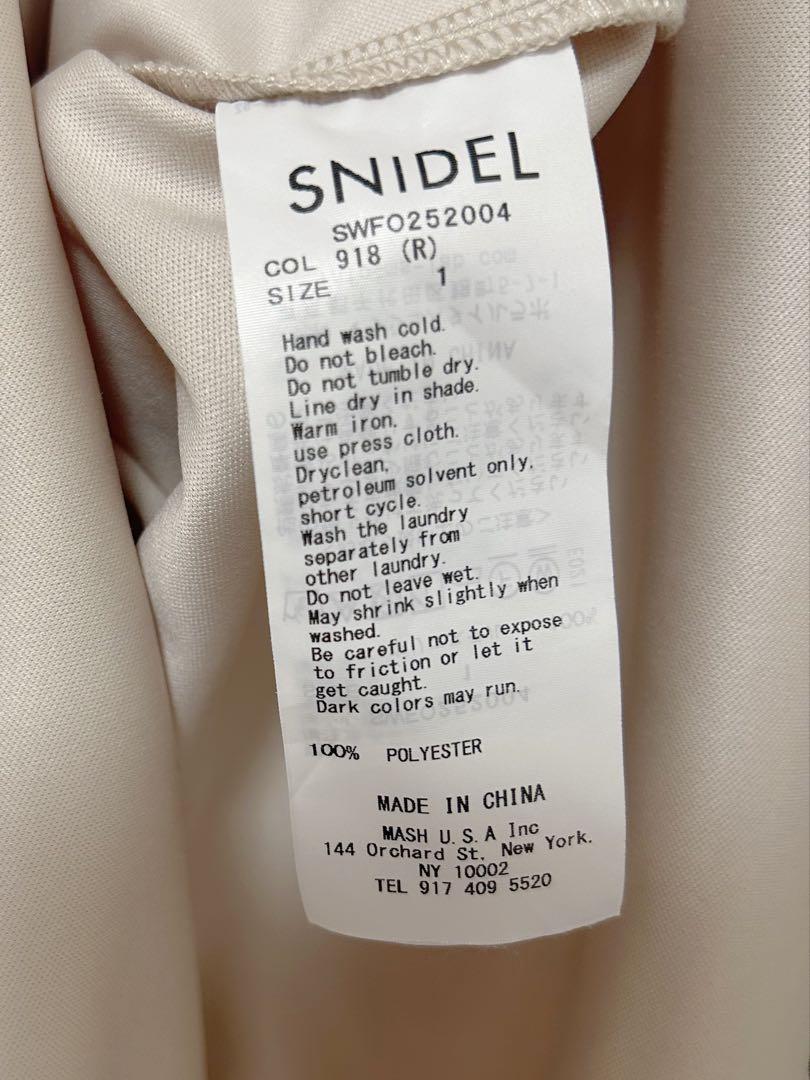 SNIDEL
SWFO252004
COL 918 (R)
SIZE 1
Hand wash cold.
Do not bleach.
Do not tumble dry.
Line dry in shade.
Warm iron.
use press cloth.
Dryclean,
petroleum solvent only.
short cycle.
Wash the laundry
separately from
other laundry.
Do not leave wet.
May shrink slightly when
washed.
Be careful not to expose
to friction or let it
get caught.
Dark colors may run.
100% POLYESTER
MADE IN CHINA
MASH U.S.A Inc
144 Orchard St, New York.
NY 10002
TEL 917 409 5520